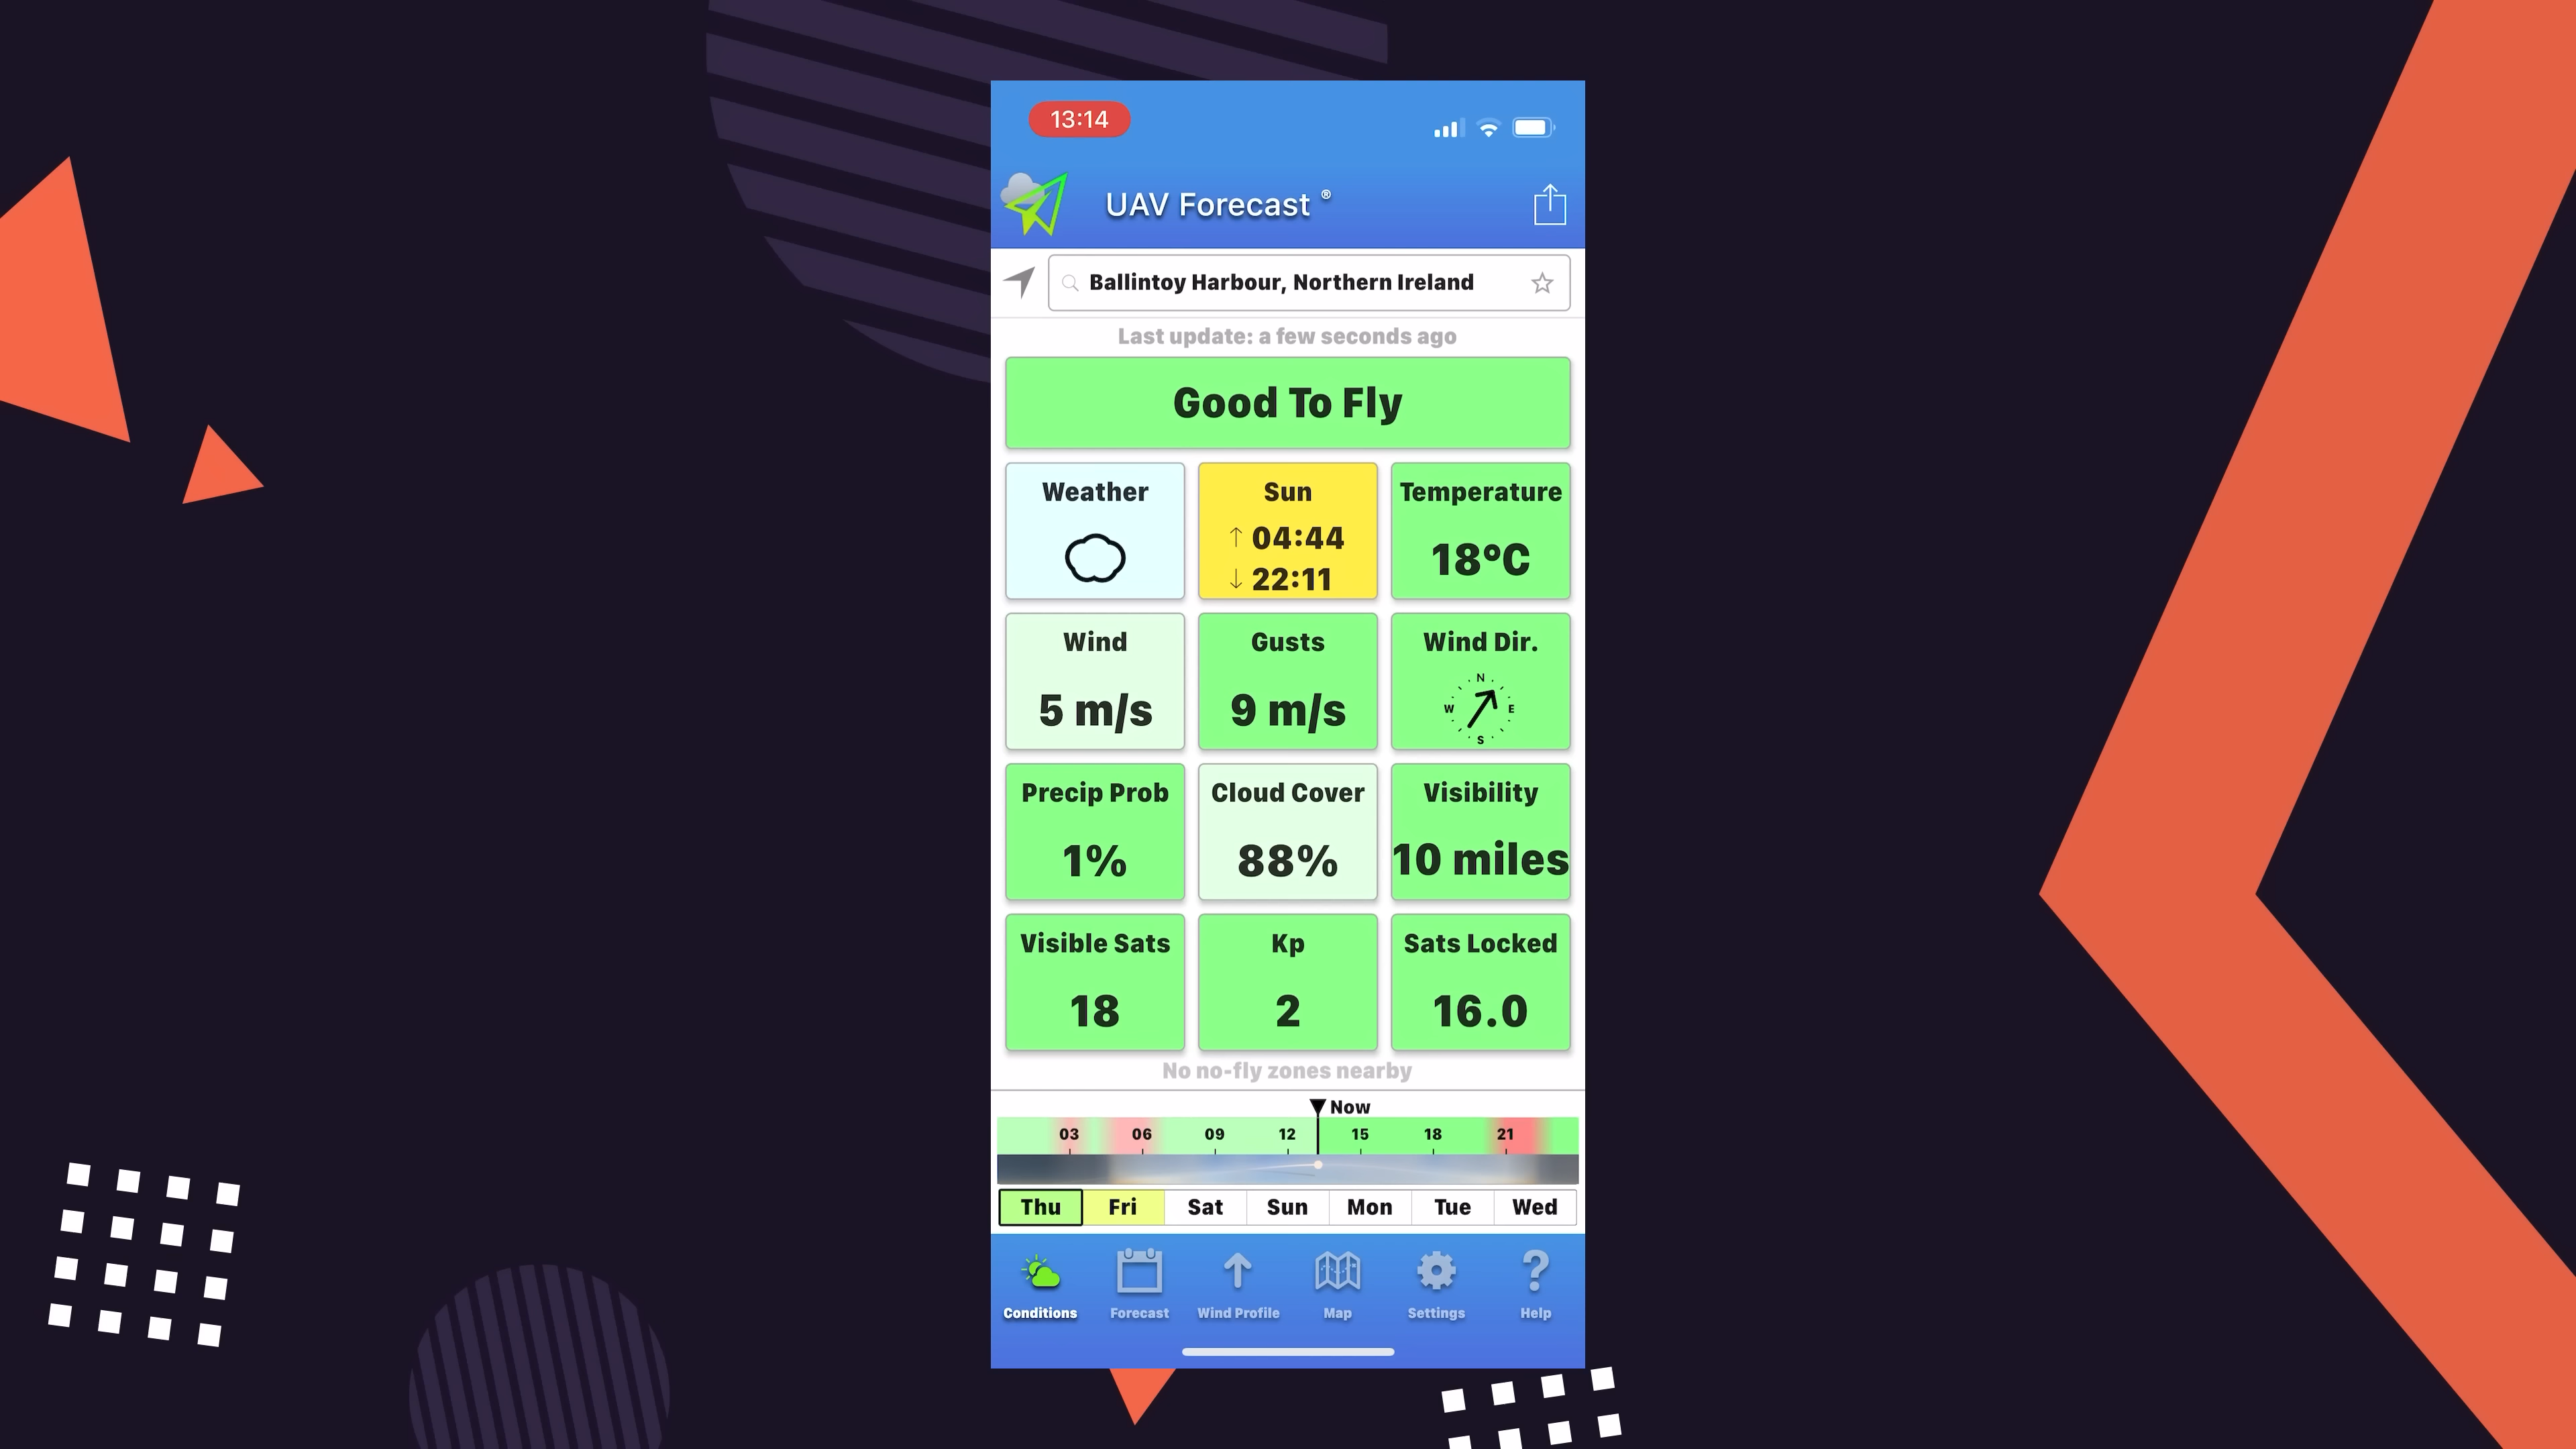 13:14
UAV Forecast ®
Ballintoy Harbour, Northern Ireland
Last update: a few seconds ago
Good To Fly
Weather
Sun
↑ 04:44
↓ 22:11
Temperature
18°C
Wind
5 m/s
Gusts
9 m/s
Wind Dir.
N
W E
S
Precip Prob
1%
Cloud Cover
88%
Visibility
10 miles
Visible Sats
18
Kp
2
Sats Locked
16.0
No no-fly zones nearby
Now
03 06 09 12 15 18 21
Thu Fri Sat Sun Mon Tue Wed
Conditions Forecast Wind Profile Map Settings Help